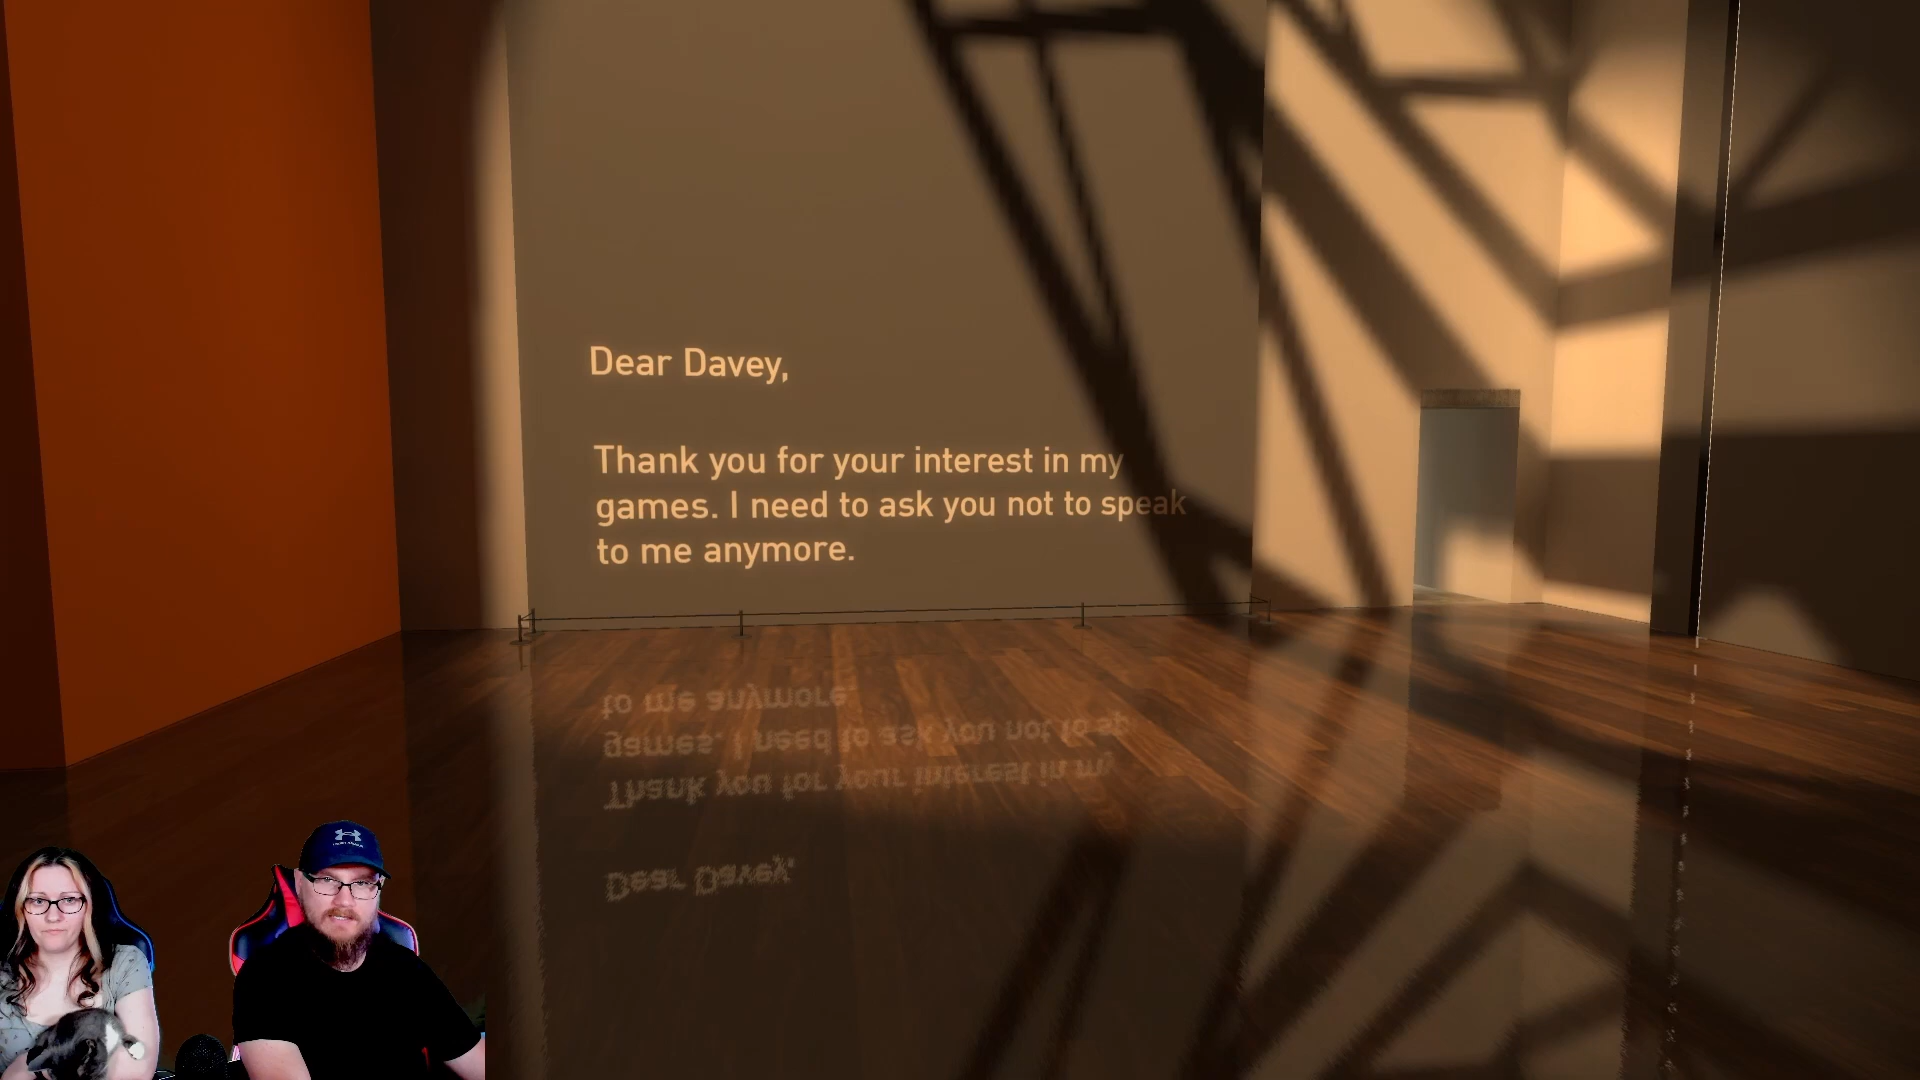 Dear Davey,
Thank you for your interest in my
games. I need to ask you not to speak
to me anymore.